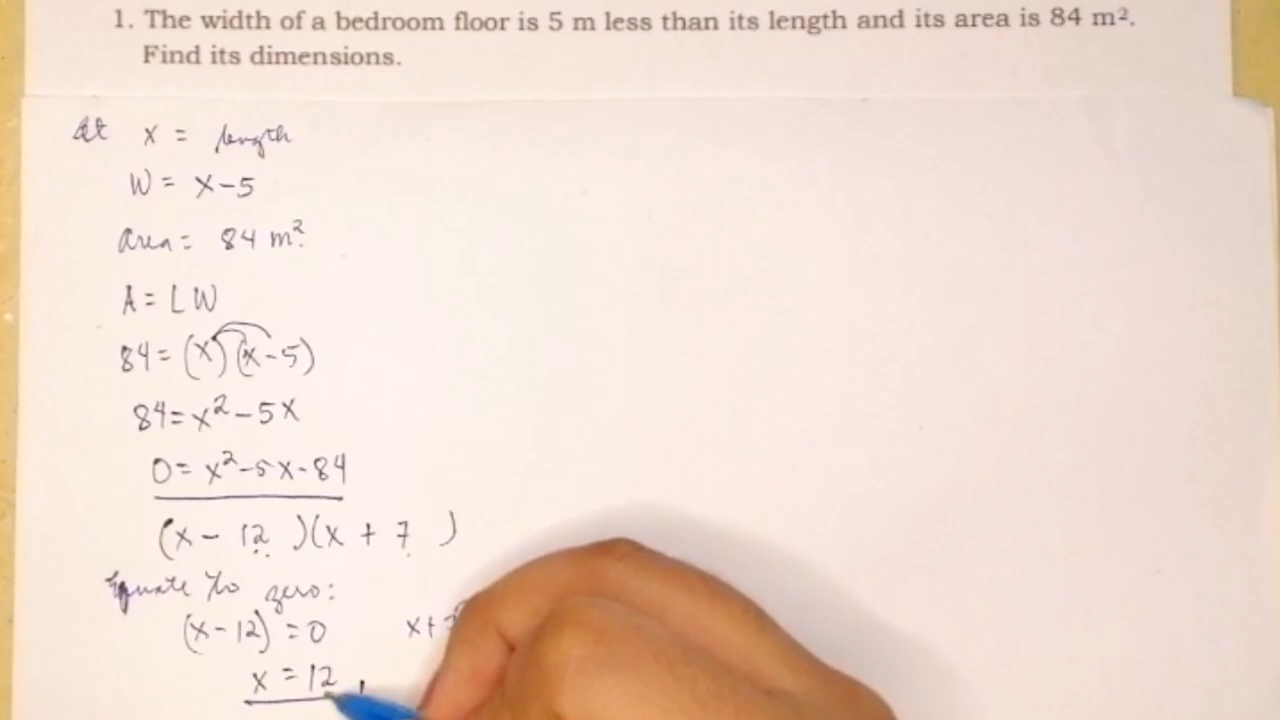 1. The width of a bedroom floor is 5 m less than its length and its area is 84 m².
Find its dimensions.
let x = length
W = x-5
Area = 84 m².
A = LW
84 = (x)(x-5)
84 = x²-5x
0 = x²-5x-84
(x - 12)(x + 7)
Equate to zero:
(x-12) = 0 x+
x = 12